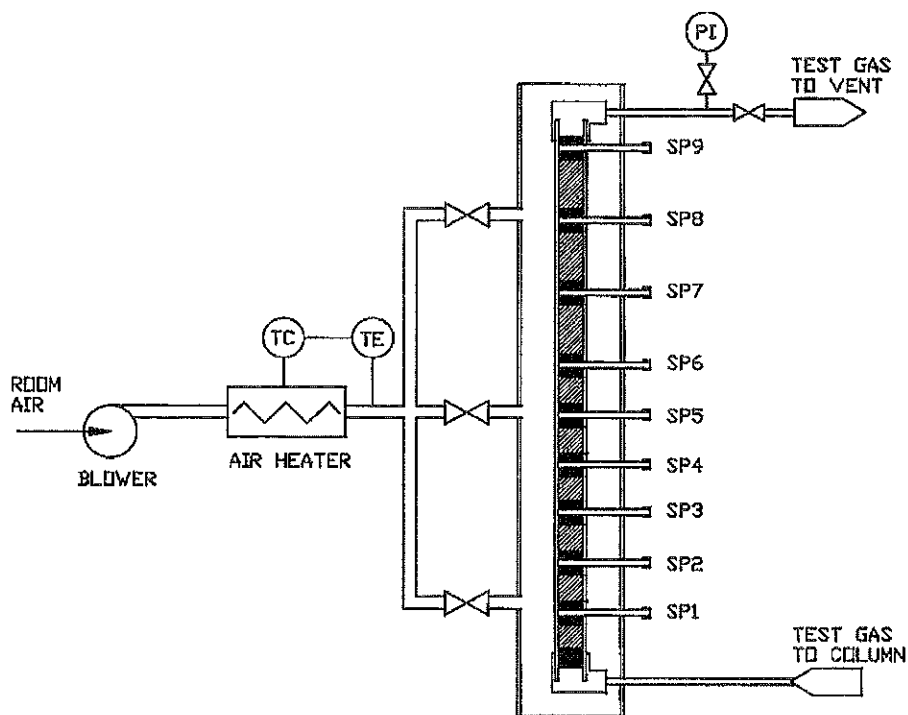 PI
TEST GAS
TO VENT
SP9
SP8
SP7
TC
TE
SP6
ROOM
AIR
SP5
AIR HEATER
SP4
BLOWER
SP3
SP2
SP1
TEST GAS
TO COLUMN